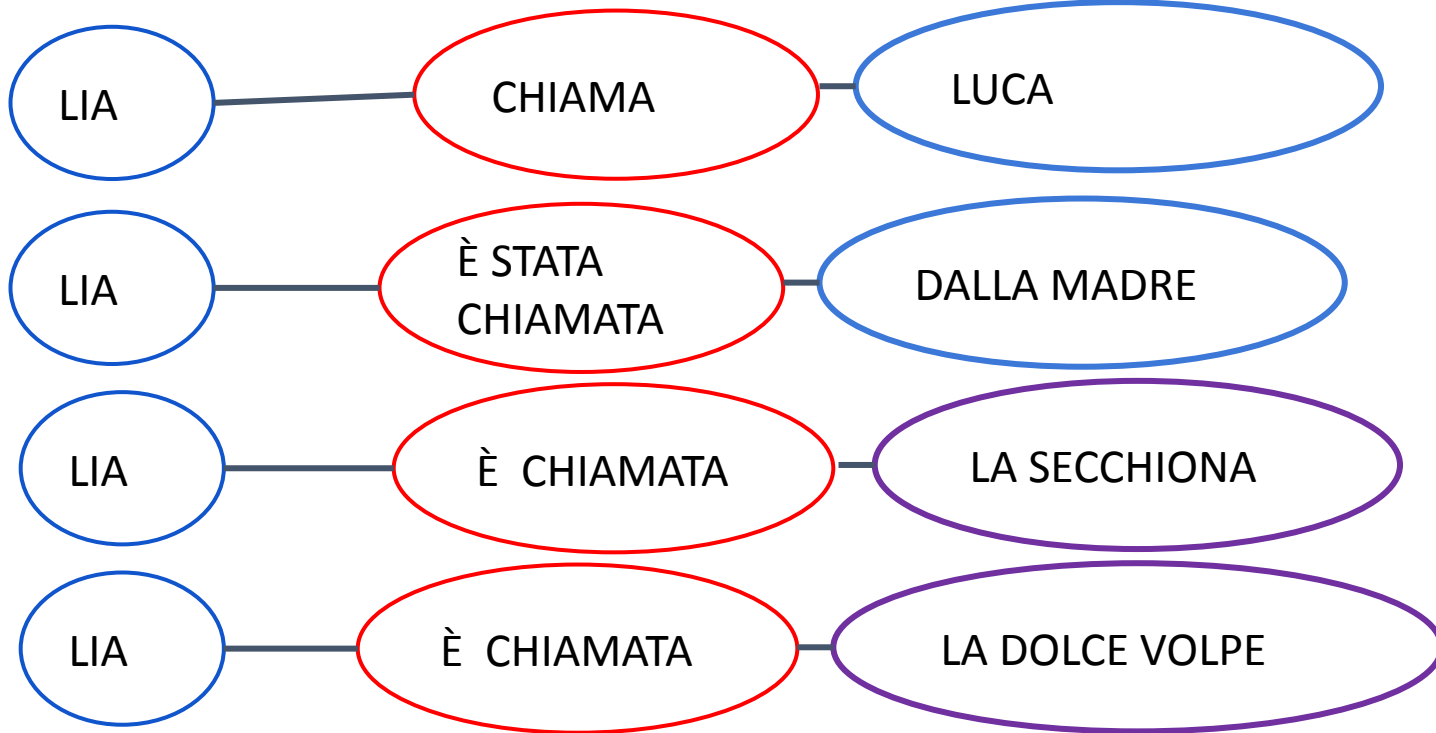 LIA CHIAMA LUCA
LIA È STATA CHIAMATA DALLA MADRE
LIA È CHIAMATA LA SECCHIONA
LIA È CHIAMATA LA DOLCE VOLPE